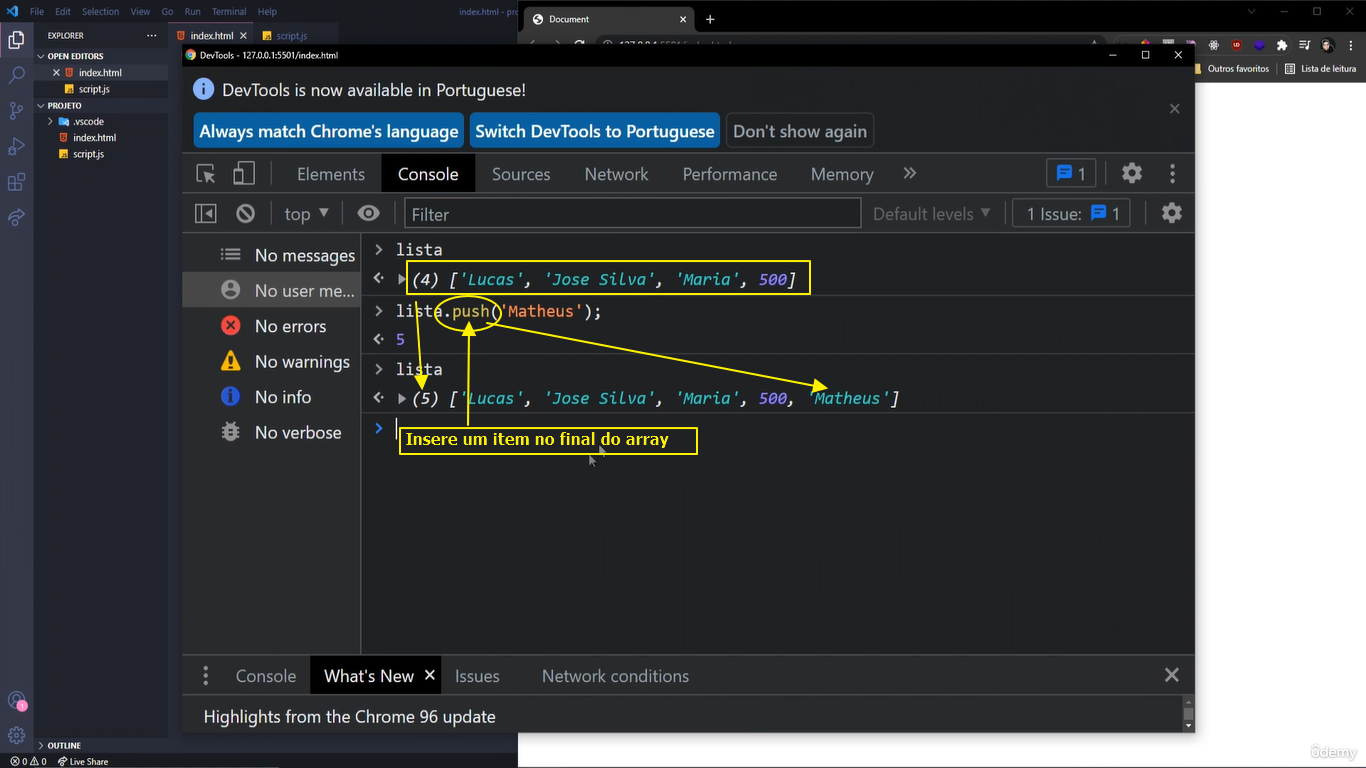 File Edit Selection View Go Run Terminal Help
index.html - pro
Document
EXPLORER
index.html
script.js
OPEN EDITORS
index.html
script.js
PROJETO
.vscode
index.html
script.js
OUTLINE
0 0 Live Share
1
Outros favoritos
Lista de leitura
DevTools - 127.0.0.1:5501/index.html
DevTools is now available in Portuguese!
Always match Chrome's language
Switch DevTools to Portuguese
Don't show again
Elements Console Sources Network Performance Memory
1
top
Filter
Default levels
1 Issue: 1
No messages
No user me...
No errors
No warnings
No info
No verbose
lista
(4) ['Lucas', 'Jose Silva', 'Maria', 500]
lista.push('Matheus');
5
lista
(5) ['Lucas', 'Jose Silva', 'Maria', 500, 'Matheus']
Insere um item no final do array
Console What's New Issues Network conditions
Highlights from the Chrome 96 update
ûdemy